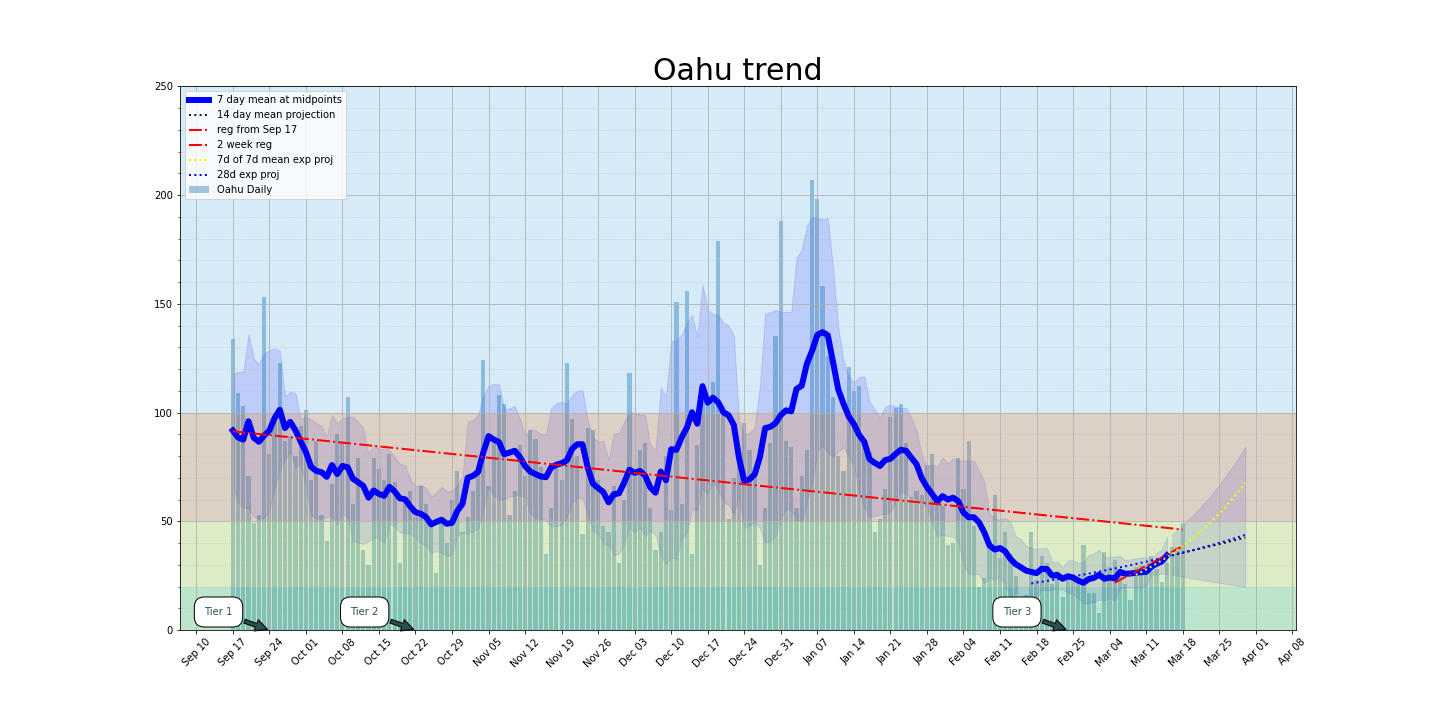 Oahu trend
250
200
150
100
50
0
7 day mean at midpoints
14 day mean projection
reg from Sep 17
2 week reg
7d of 7d mean exp proj
28d exp proj
Oahu Daily
Tier 1
Tier 2
Tier 3
Sep 10
Sep 17
Sep 24
Oct 01
Oct 08
Oct 15
Oct 22
Oct 29
Nov 05
Nov 12
Nov 19
Nov 26
Dec 03
Dec 10
Dec 17
Dec 24
Dec 31
Jan 07
Jan 14
Jan 21
Jan 28
Feb 04
Feb 11
Feb 18
Feb 25
Mar 04
Mar 11
Mar 18
Mar 25
Apr 01
Apr 08